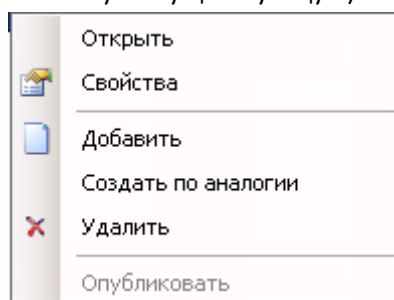 Открыть
Свойства
Добавить
Создать по аналогии
Удалить
Опубликовать